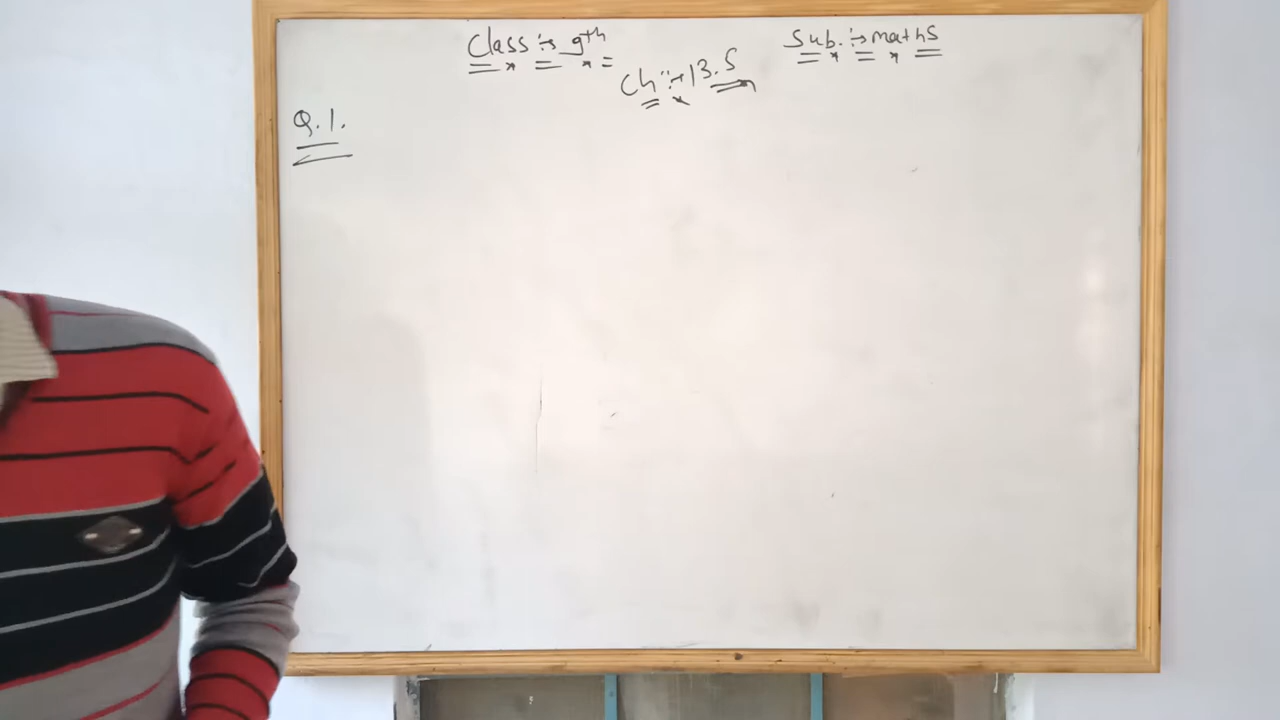 Class :→ 9th Sub. :→ maths
Ch :→ 13.5
Q.1.